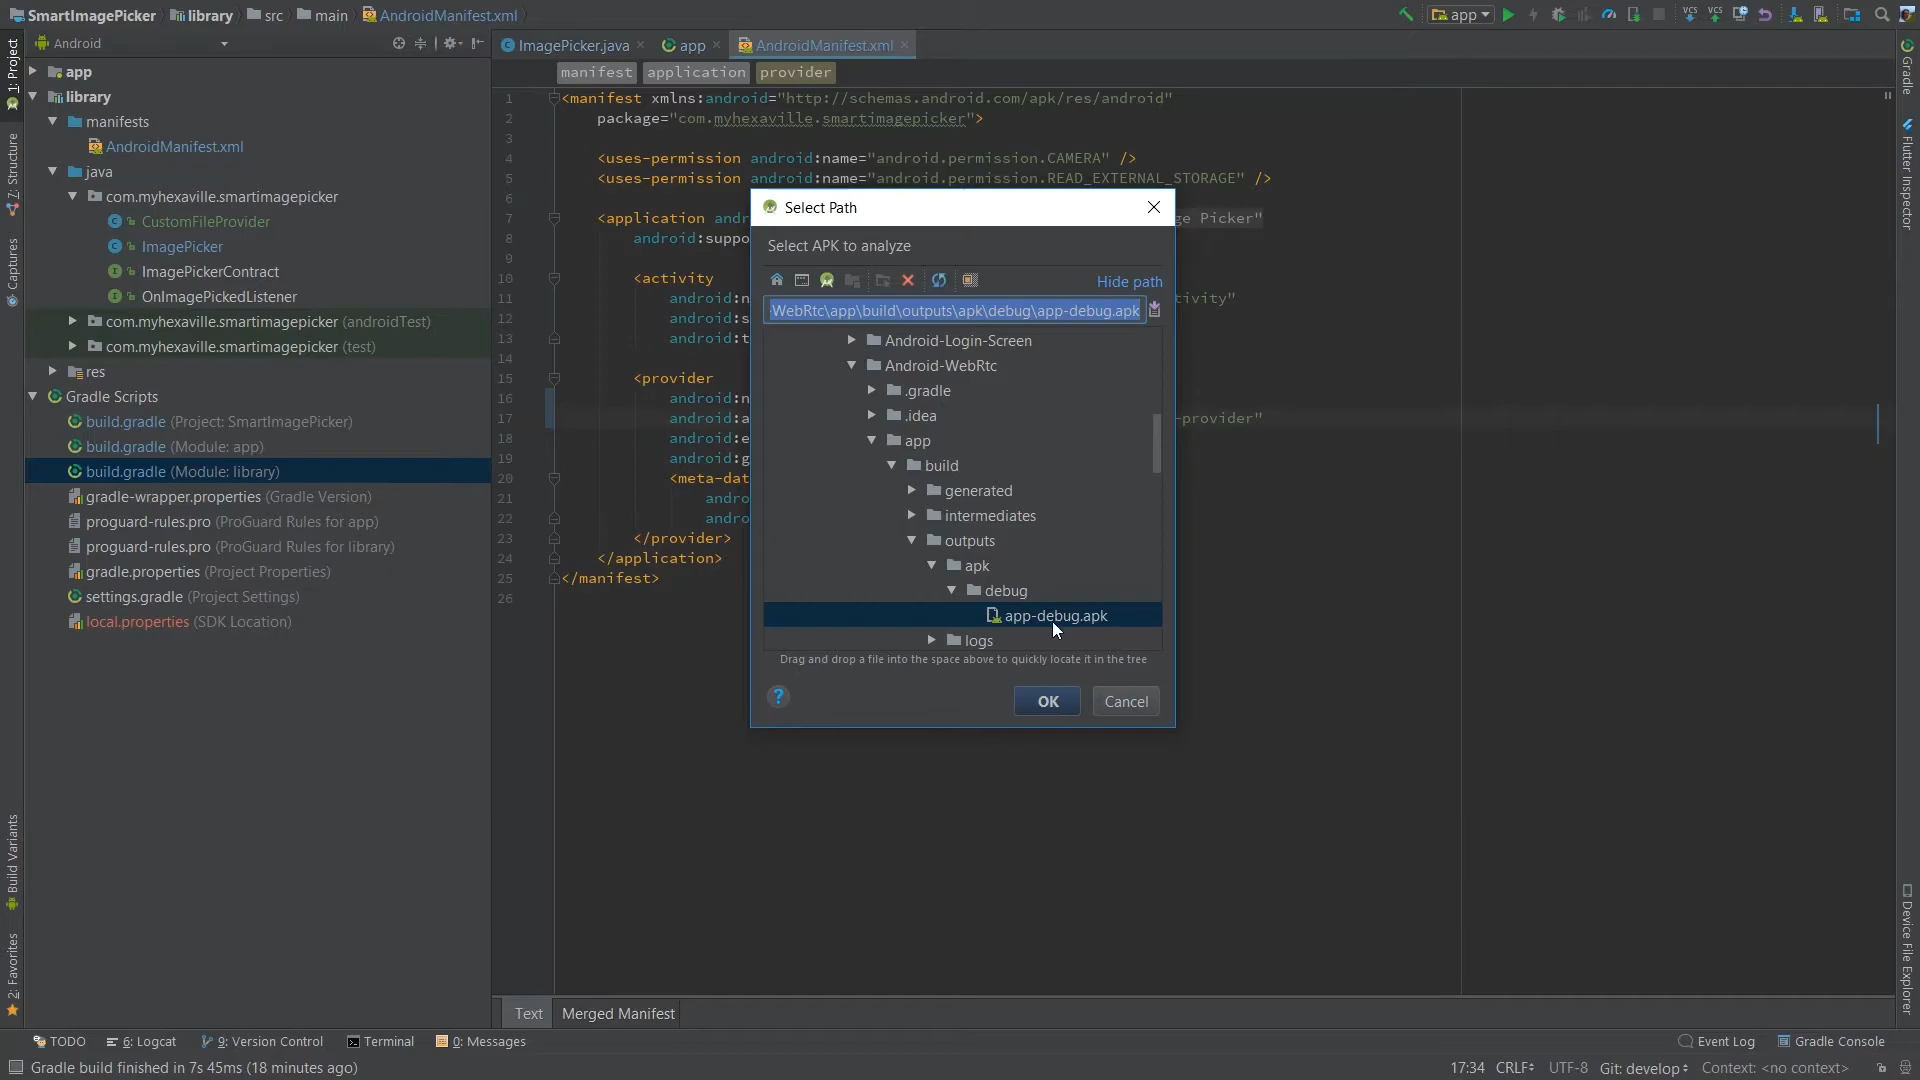 SmartImagePicker library src main AndroidManifest.xml app
1: Project
7: Structure
Captures
Build Variants
2: Favorites
Android
app
library
manifests
AndroidManifest.xml
java
com.myhexaville.smartimagepicker
CustomFileProvider
ImagePicker
ImagePickerContract
OnImagePickedListener
com.myhexaville.smartimagepicker (androidTest)
com.myhexaville.smartimagepicker (test)
res
Gradle Scripts
build.gradle (Project: SmartImagePicker)
build.gradle (Module: app)
build.gradle (Module: library)
gradle-wrapper.properties (Gradle Version)
proguard-rules.pro (ProGuard Rules for app)
proguard-rules.pro (ProGuard Rules for library)
gradle.properties (Project Properties)
settings.gradle (Project Settings)
local.properties (SDK Location)
ImagePicker.java app AndroidManifest.xml
manifest application provider
1 <manifest xmlns:android="http://schemas.android.com/apk/res/android"
2 package="com.myhexaville.smartimagepicker">
3
4 <uses-permission android:name="android.permission.CAMERA" />
5 <uses-permission android:name="android.permission.READ_EXTERNAL_STORAGE" />
6
7 <application andr ge Picker"
8 android:suppo
9
10 <activity
11 android:n tivity"
12 android:s
13 android:t
14
15 <provider
16 android:n
17 android:a -provider"
18 android:e
19 android:g
20 <meta-dat
21 andro
22 andro
23 </provider>
24 </application>
25 </manifest>
26
Select Path
Select APK to analyze
Hide path
WebRtc\app\build\outputs\apk\debug\app-debug.apk
Android-Login-Screen
Android-WebRtc
.gradle
.idea
app
build
generated
intermediates
outputs
apk
debug
app-debug.apk
logs
Drag and drop a file into the space above to quickly locate it in the tree
? OK Cancel
Gradle
Flutter Inspector
Device File Explorer
Text Merged Manifest
TODO 6: Logcat 9: Version Control Terminal 0: Messages Event Log Gradle Console
Gradle build finished in 7s 45ms (18 minutes ago) 17:34 CRLF UTF-8 Git: develop Context: <no context>